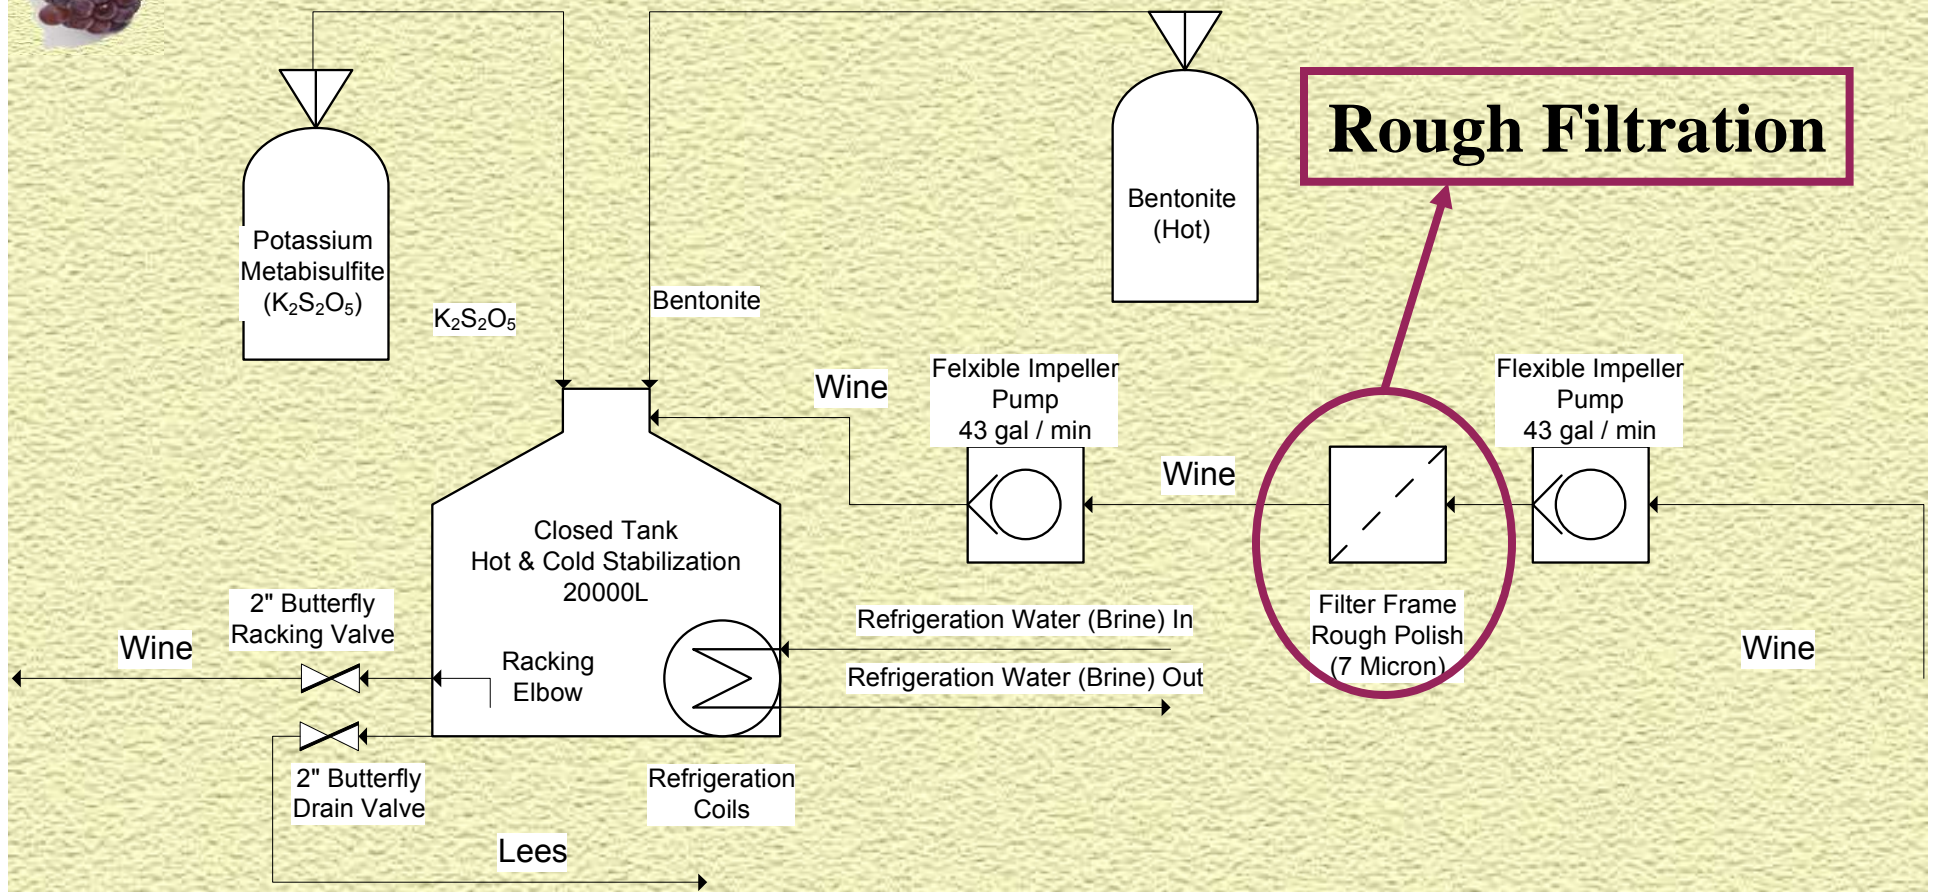 Rough Filtration
Potassium
Metabisulfite
(K₂S₂O₅)
K₂S₂O₅
Bentonite
Bentonite
(Hot)
Wine
Felxible Impeller
Pump
43 gal / min
Wine
Flexible Impeller
Pump
43 gal / min
Closed Tank
Hot & Cold Stabilization
20000L
2" Butterfly
Racking Valve
Wine
Racking
Elbow
Refrigeration Water (Brine) In
Refrigeration Water (Brine) Out
Filter Frame
Rough Polish
(7 Micron)
Wine
2" Butterfly
Drain Valve
Refrigeration
Coils
Lees